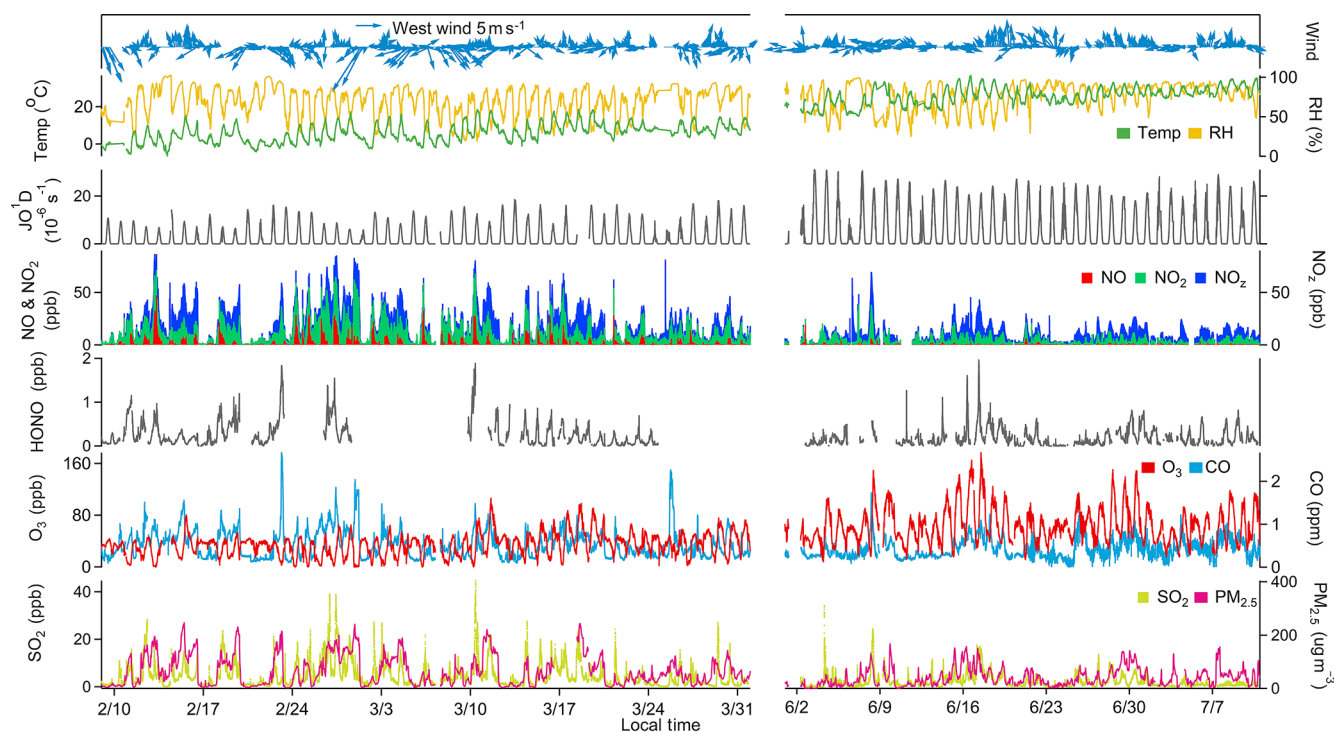 West wind 5 m s⁻¹
Wind
Temp (°C)
20
0
100
50
0
RH (%)
Temp RH
JO¹D
(10⁻⁶ s⁻¹)
20
0
NO & NO₂
(ppb)
50
0
NO NO₂ NOz
50
0
NOz (ppb)
HONO (ppb)
2
1
0
O₃ (ppb)
160
80
0
O₃ CO
2
1
0
CO (ppm)
SO₂ (ppb)
40
20
0
SO₂ PM₂.₅
400
200
0
PM₂.₅ (ugm⁻³)
2/10 2/17 2/24 3/3 3/10 3/17 3/24 3/31 6/2 6/9 6/16 6/23 6/30 7/7
Local time